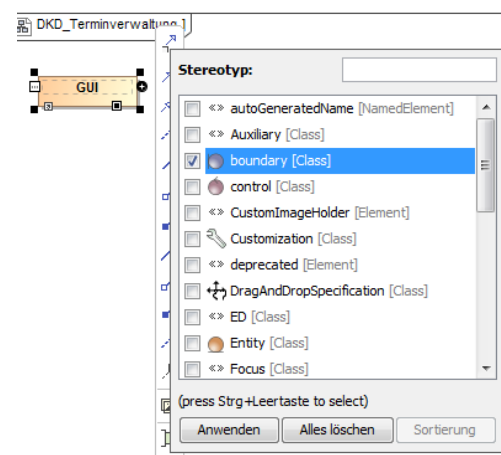 DKD_Terminverwaltung ]
GUI
Stereotyp:
«» autoGeneratedName [NamedElement]
«» Auxiliary [Class]
boundary [Class]
control [Class]
«» CustomImageHolder [Element]
Customization [Class]
«» deprecated [Element]
DragAndDropSpecification [Class]
«» ED [Class]
Entity [Class]
«» Focus [Class]
(press Strg+Leertaste to select)
Anwenden Alles löschen Sortierung